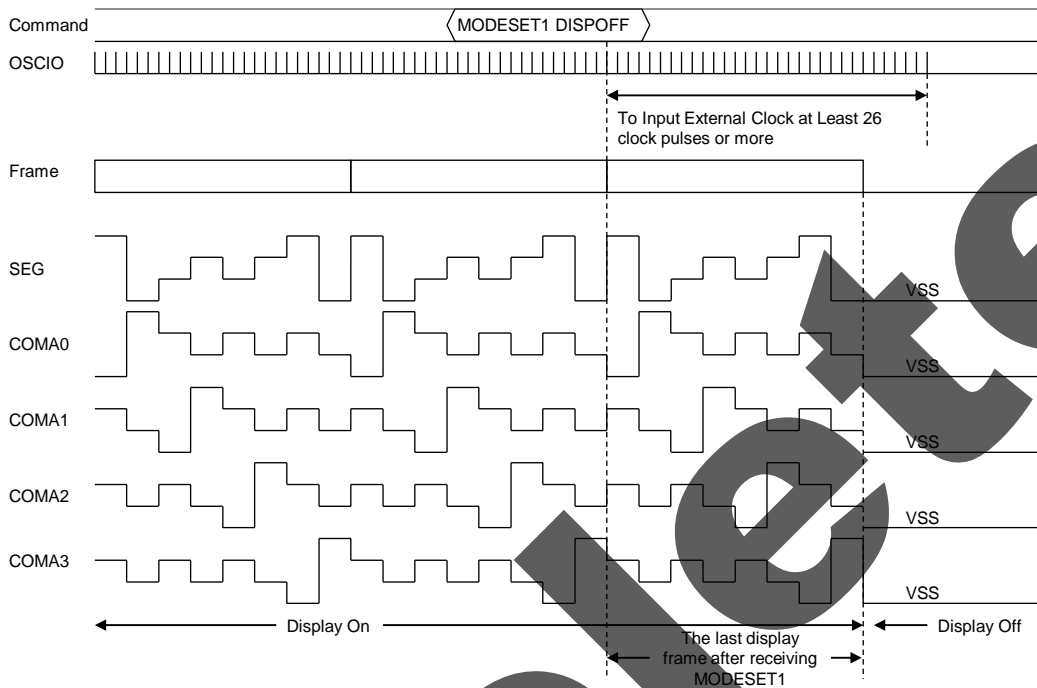 Command
MODESET1 DISPOFF
OSCIO
To Input External Clock at Least 26
clock pulses or more
Frame
SEG
VSS
COMA0
VSS
COMA1
VSS
COMA2
VSS
COMA3
VSS
Display On
Display Off
The last display
frame after receiving
MODESET1